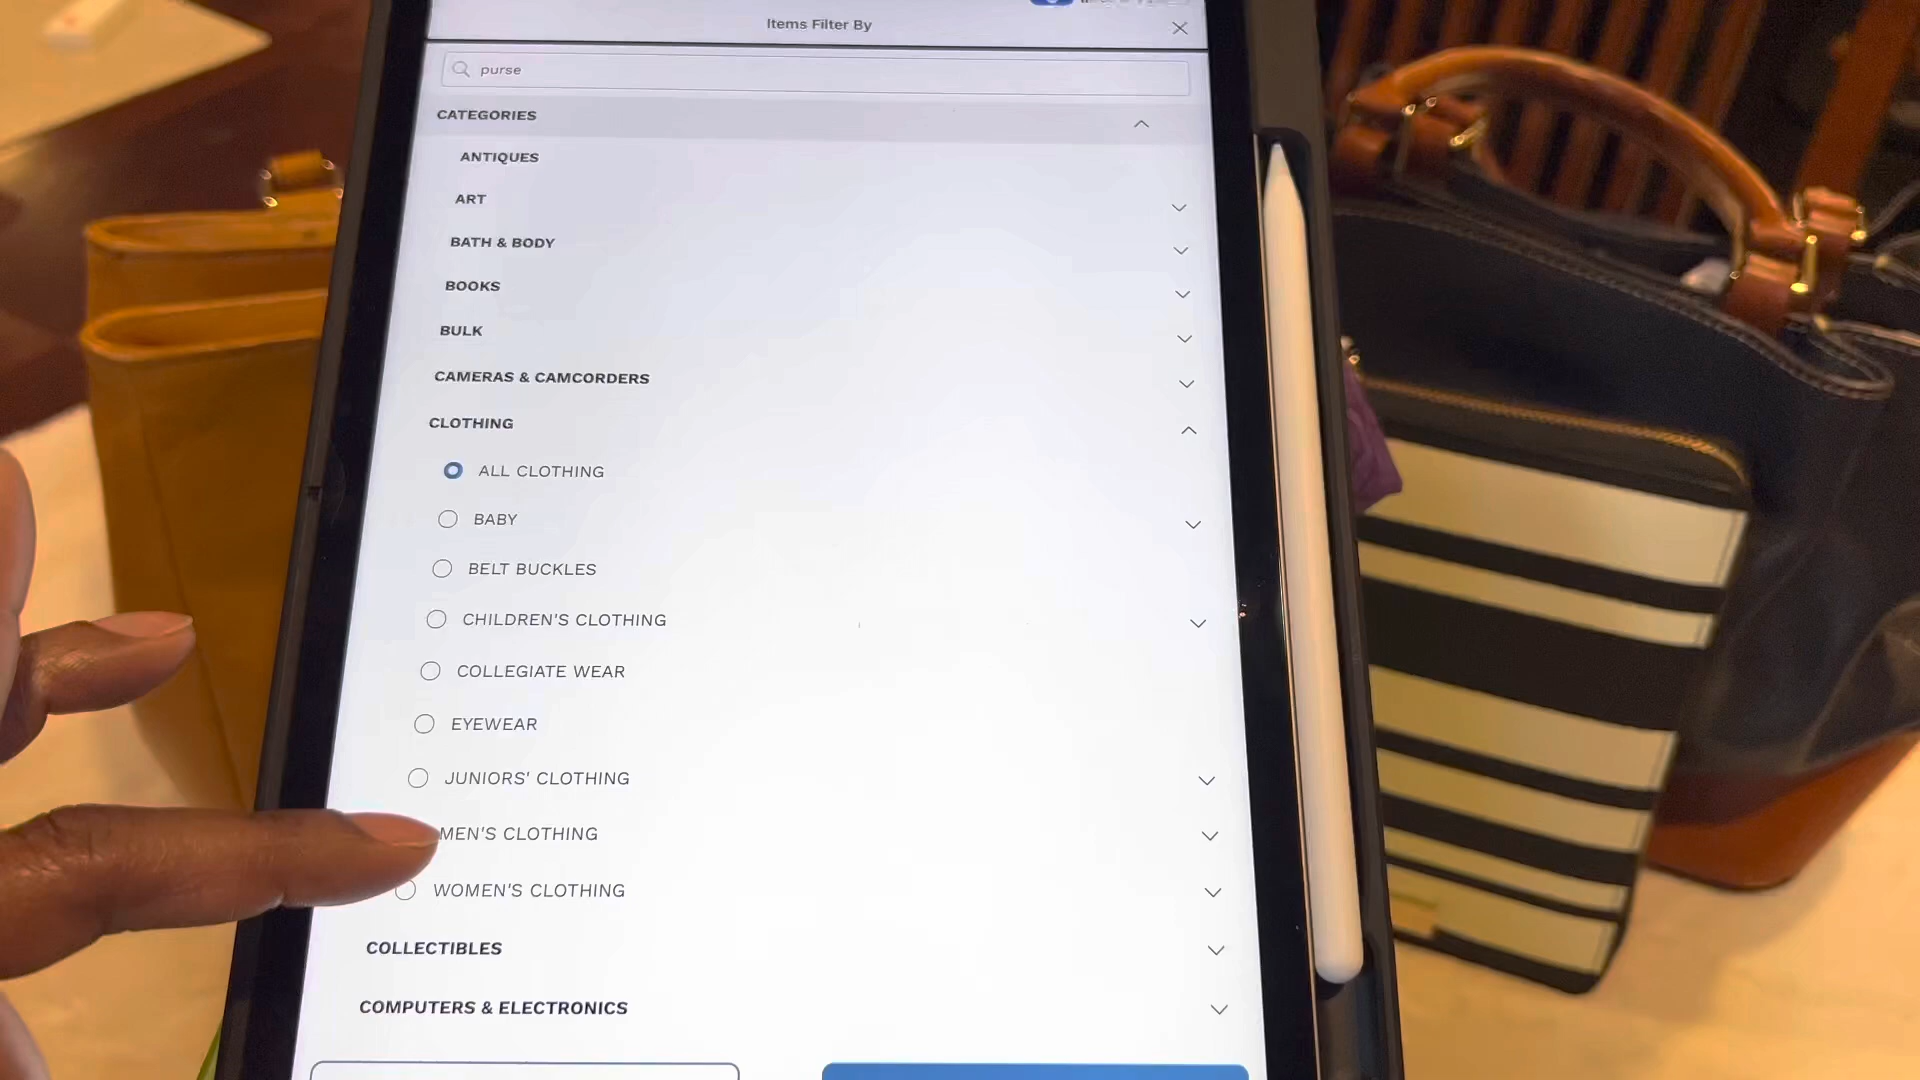 Items Filter By
purse
CATEGORIES
ANTIQUES
ART
BATH & BODY
BOOKS
BULK
CAMERAS & CAMCORDERS
CLOTHING
ALL CLOTHING
BABY
BELT BUCKLES
CHILDREN'S CLOTHING
COLLEGIATE WEAR
EYEWEAR
JUNIORS' CLOTHING
MEN'S CLOTHING
WOMEN'S CLOTHING
COLLECTIBLES
COMPUTERS & ELECTRONICS